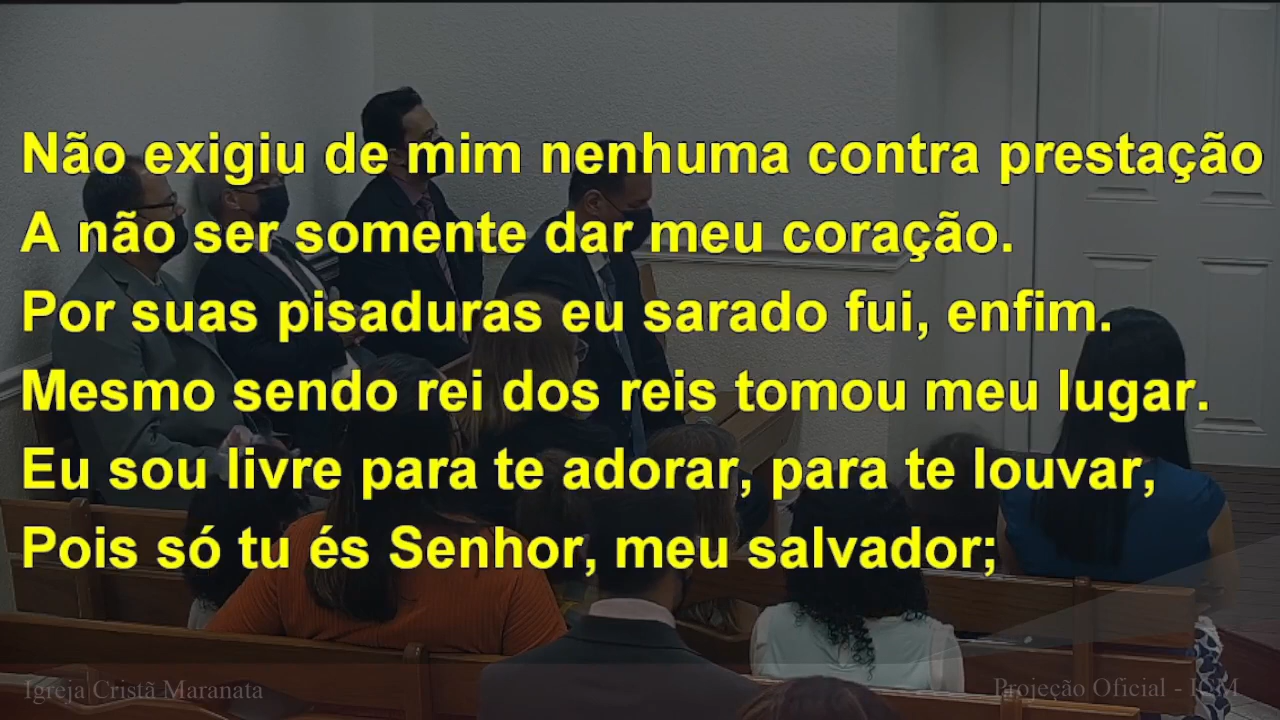 Não exigiu de mim nenhuma contra prestação
A não ser somente dar meu coração.
Por suas pisaduras eu sarado fui, enfim.
Mesmo sendo rei dos reis tomou meu lugar.
Eu sou livre para te adorar, para te louvar,
Pois só tu és Senhor, meu salvador;
Igreja Cristã Maranata
Projeção Oficial - ICM